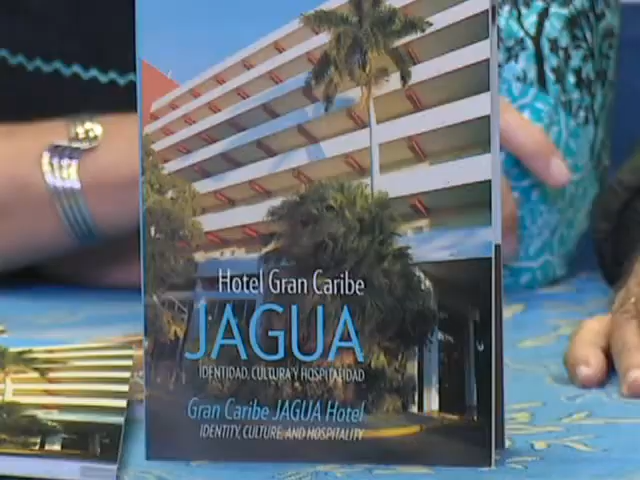 Hotel Gran Caribe
JAGUA
IDENTIDAD, CULTURA Y HOSPITALIDAD
Gran Caribe JAGUA Hotel
IDENTITY, CULTURE, AND HOSPITALITY